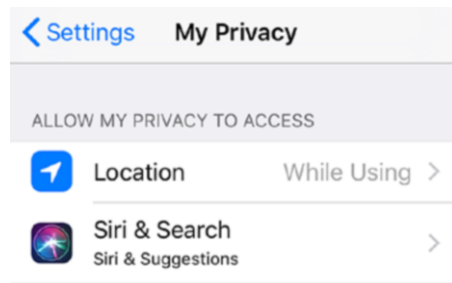 Settings My Privacy
ALLOW MY PRIVACY TO ACCESS
Location While Using
Siri & Search
Siri & Suggestions